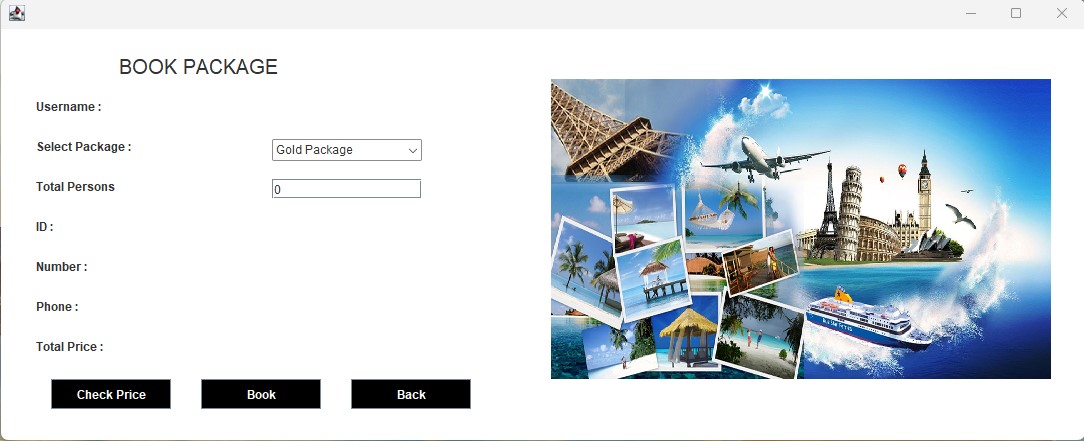 BOOK PACKAGE
Username :
Select Package : Gold Package
Total Persons 0
ID :
Number :
Phone :
Total Price :
Check Price Book Back